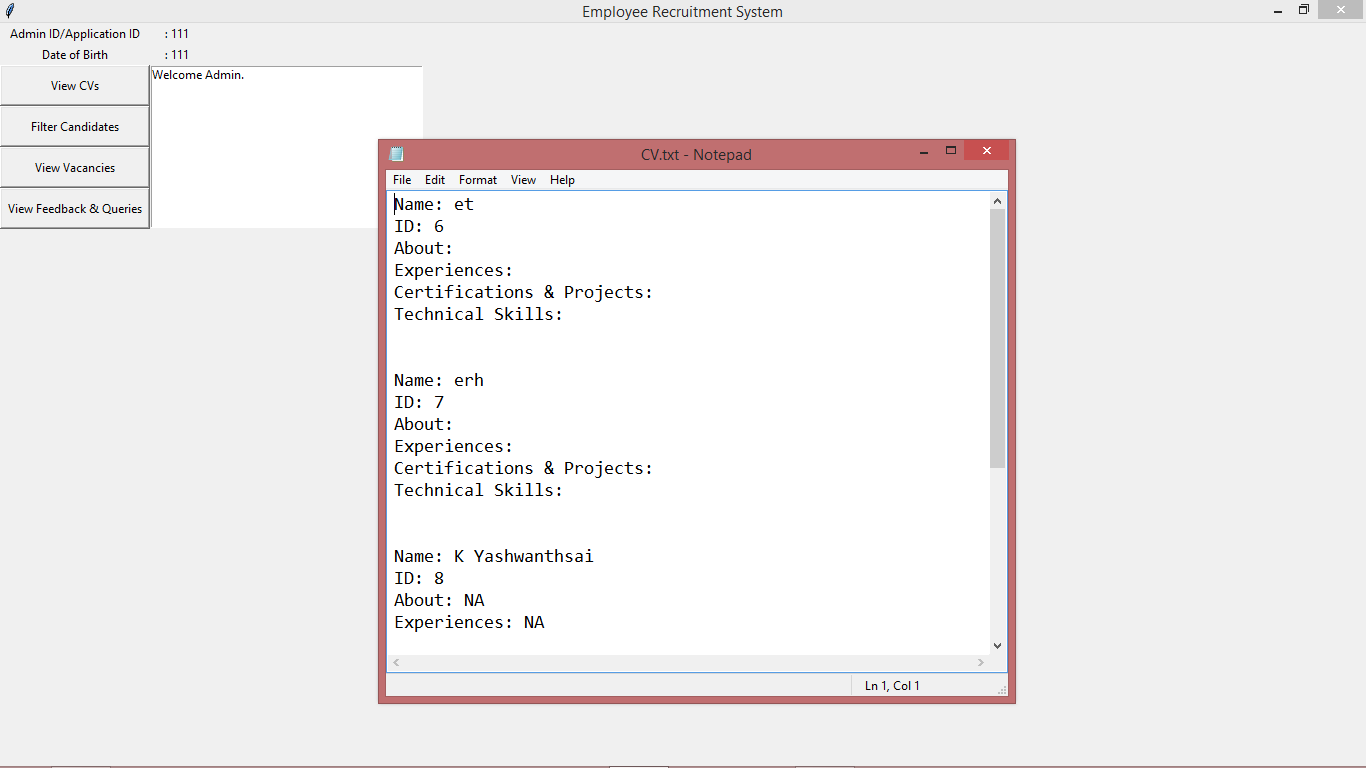 Employee Recruitment System
Admin ID/Application ID : 111
Date of Birth : 111
View CVs
Welcome Admin.
Filter Candidates
View Vacancies
View Feedback & Queries
CV.txt - Notepad
File Edit Format View Help
Name: et
ID: 6
About:
Experiences:
Certifications & Projects:
Technical Skills:
Name: erh
ID: 7
About:
Experiences:
Certifications & Projects:
Technical Skills:
Name: K Yashwanthsai
ID: 8
About: NA
Experiences: NA
Ln 1, Col 1